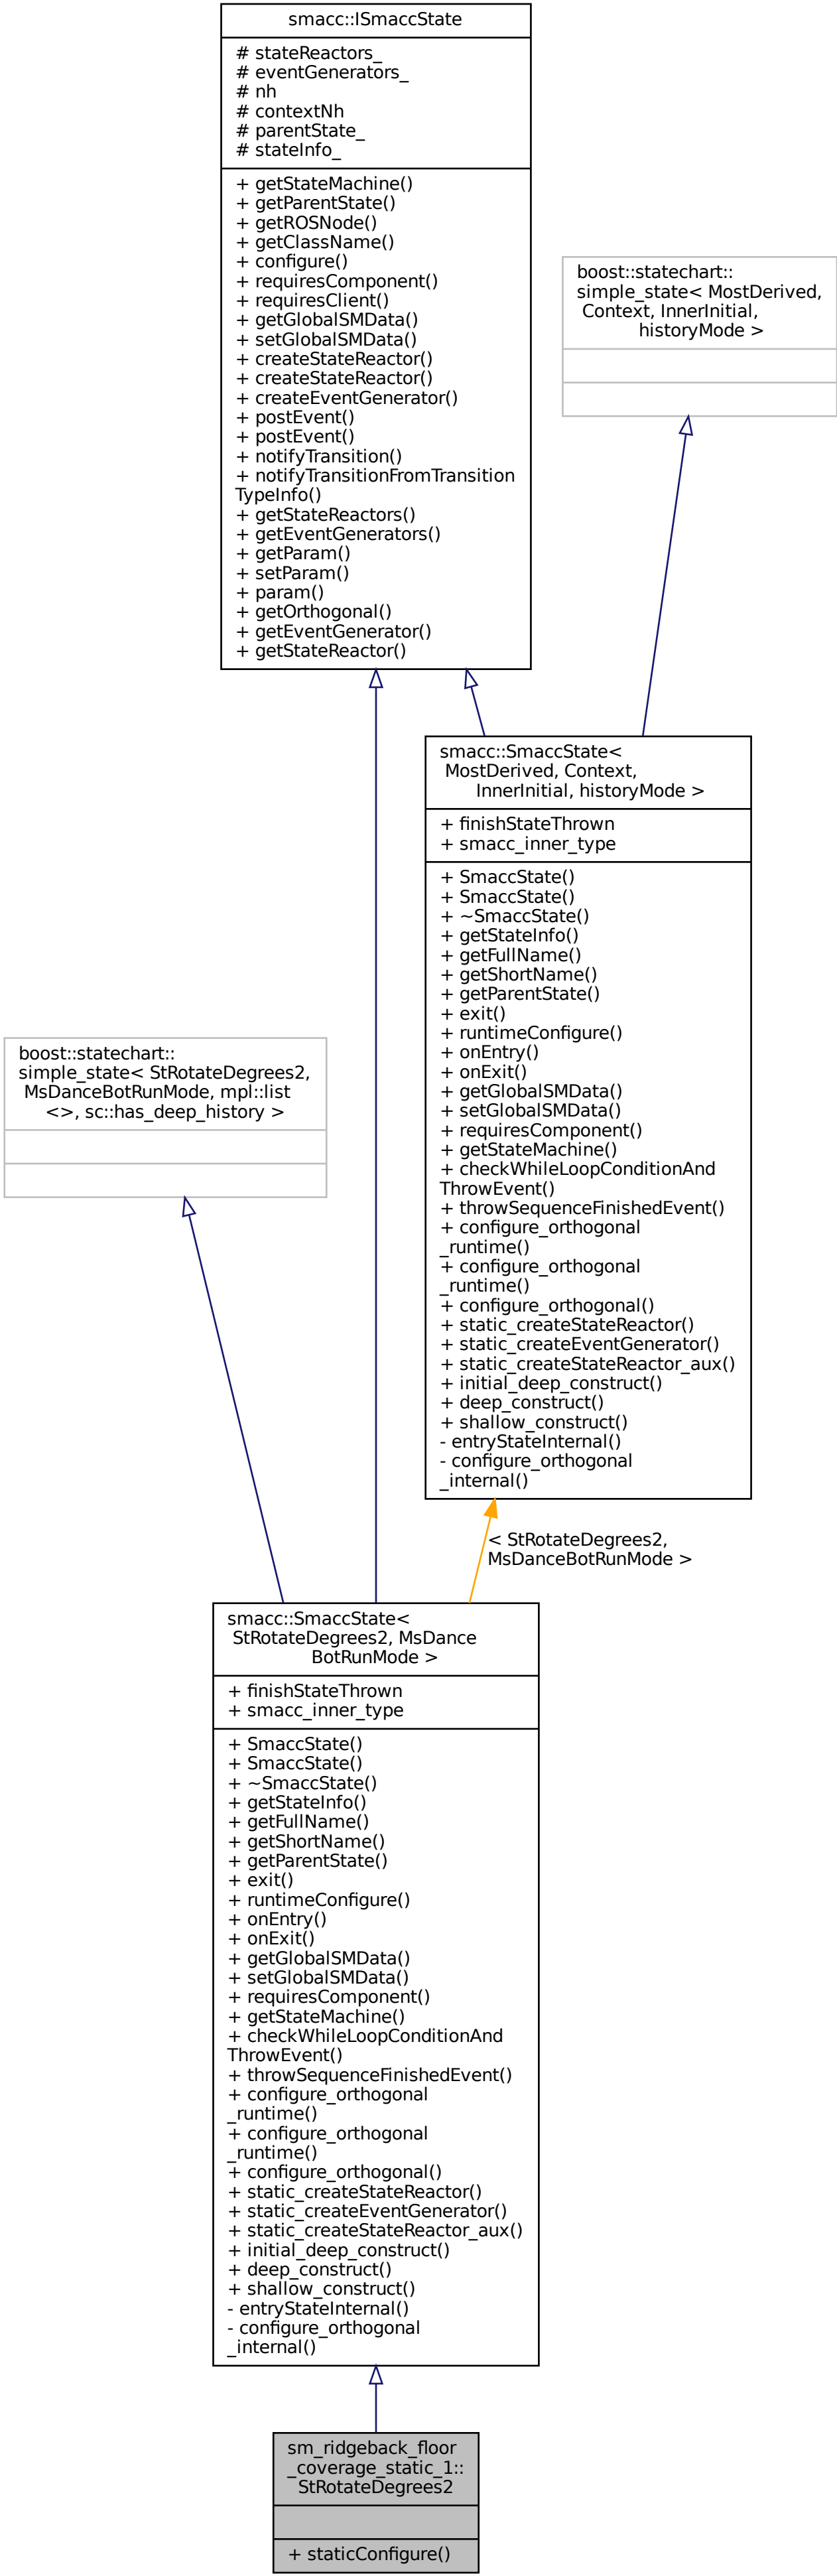 smacc::ISmaccState
# stateReactors_
# eventGenerators_
# nh
# contextNh
# parentState_
# stateInfo_
+ getStateMachine()
+ getParentState()
+ getROSNode()
+ getClassName()
+ configure()
+ requiresComponent()
+ requiresClient()
+ getGlobalSMData()
+ setGlobalSMData()
+ createStateReactor()
+ createStateReactor()
+ createEventGenerator()
+ postEvent()
+ postEvent()
+ notifyTransition()
+ notifyTransitionFromTransition
TypeInfo()
+ getStateReactors()
+ getEventGenerators()
+ getParam()
+ setParam()
+ param()
+ getOrthogonal()
+ getEventGenerator()
+ getStateReactor()
boost::statechart::
simple_state< MostDerived,
Context, InnerInitial,
historyMode >
smacc::SmaccState<
MostDerived, Context,
InnerInitial, historyMode >
+ finishStateThrown
+ smacc_inner_type
+ SmaccState()
+ SmaccState()
+ ~SmaccState()
+ getStateInfo()
+ getFullName()
+ getShortName()
+ getParentState()
+ exit()
+ runtimeConfigure()
+ onEntry()
+ onExit()
+ getGlobalSMData()
+ setGlobalSMData()
+ requiresComponent()
+ getStateMachine()
+ checkWhileLoopConditionAnd
ThrowEvent()
+ throwSequenceFinishedEvent()
+ configure_orthogonal
_runtime()
+ configure_orthogonal
_runtime()
+ configure_orthogonal()
+ static_createStateReactor()
+ static_createEventGenerator()
+ static_createStateReactor_aux()
+ initial_deep_construct()
+ deep_construct()
+ shallow_construct()
- entryStateInternal()
- configure_orthogonal
_internal()
boost::statechart::
simple_state< StRotateDegrees2,
MsDanceBotRunMode, mpl::list
<>, sc::has_deep_history >
< StRotateDegrees2,
MsDanceBotRunMode >
smacc::SmaccState<
StRotateDegrees2, MsDance
BotRunMode >
+ finishStateThrown
+ smacc_inner_type
+ SmaccState()
+ SmaccState()
+ ~SmaccState()
+ getStateInfo()
+ getFullName()
+ getShortName()
+ getParentState()
+ exit()
+ runtimeConfigure()
+ onEntry()
+ onExit()
+ getGlobalSMData()
+ setGlobalSMData()
+ requiresComponent()
+ getStateMachine()
+ checkWhileLoopConditionAnd
ThrowEvent()
+ throwSequenceFinishedEvent()
+ configure_orthogonal
_runtime()
+ configure_orthogonal
_runtime()
+ configure_orthogonal()
+ static_createStateReactor()
+ static_createEventGenerator()
+ static_createStateReactor_aux()
+ initial_deep_construct()
+ deep_construct()
+ shallow_construct()
- entryStateInternal()
- configure_orthogonal
_internal()
sm_ridgeback_floor
_coverage_static_1::
StRotateDegrees2
+ staticConfigure()